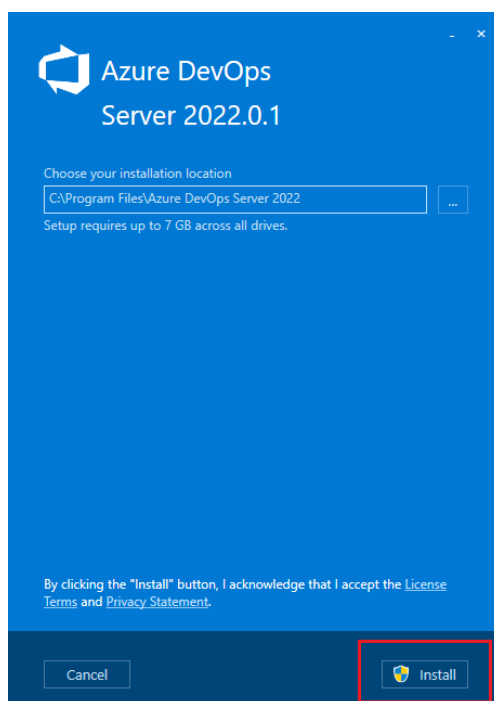 Azure DevOps
Server 2022.0.1
Choose your installation location
C:\Program Files\Azure DevOps Server 2022
...
Setup requires up to 7 GB across all drives.
By clicking the "Install" button, I acknowledge that I accept the License
Terms and Privacy Statement.
Cancel
Install